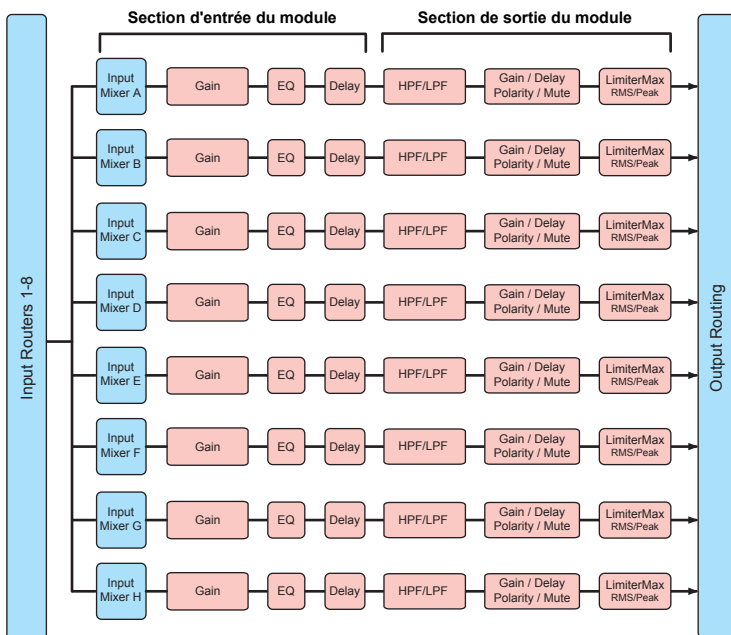 Section d'entrée du module
Section de sortie du module
Input Routers 1-8
Input
Mixer A
Gain
EQ
Delay
HPF/LPF
Gain / Delay
Polarity / Mute
LimiterMax
RMS/Peak
Input
Mixer B
Gain
EQ
Delay
HPF/LPF
Gain / Delay
Polarity / Mute
LimiterMax
RMS/Peak
Input
Mixer C
Gain
EQ
Delay
HPF/LPF
Gain / Delay
Polarity / Mute
LimiterMax
RMS/Peak
Input
Mixer D
Gain
EQ
Delay
HPF/LPF
Gain / Delay
Polarity / Mute
LimiterMax
RMS/Peak
Input
Mixer E
Gain
EQ
Delay
HPF/LPF
Gain / Delay
Polarity / Mute
LimiterMax
RMS/Peak
Input
Mixer F
Gain
EQ
Delay
HPF/LPF
Gain / Delay
Polarity / Mute
LimiterMax
RMS/Peak
Input
Mixer G
Gain
EQ
Delay
HPF/LPF
Gain / Delay
Polarity / Mute
LimiterMax
RMS/Peak
Input
Mixer H
Gain
EQ
Delay
HPF/LPF
Gain / Delay
Polarity / Mute
LimiterMax
RMS/Peak
Output Routing